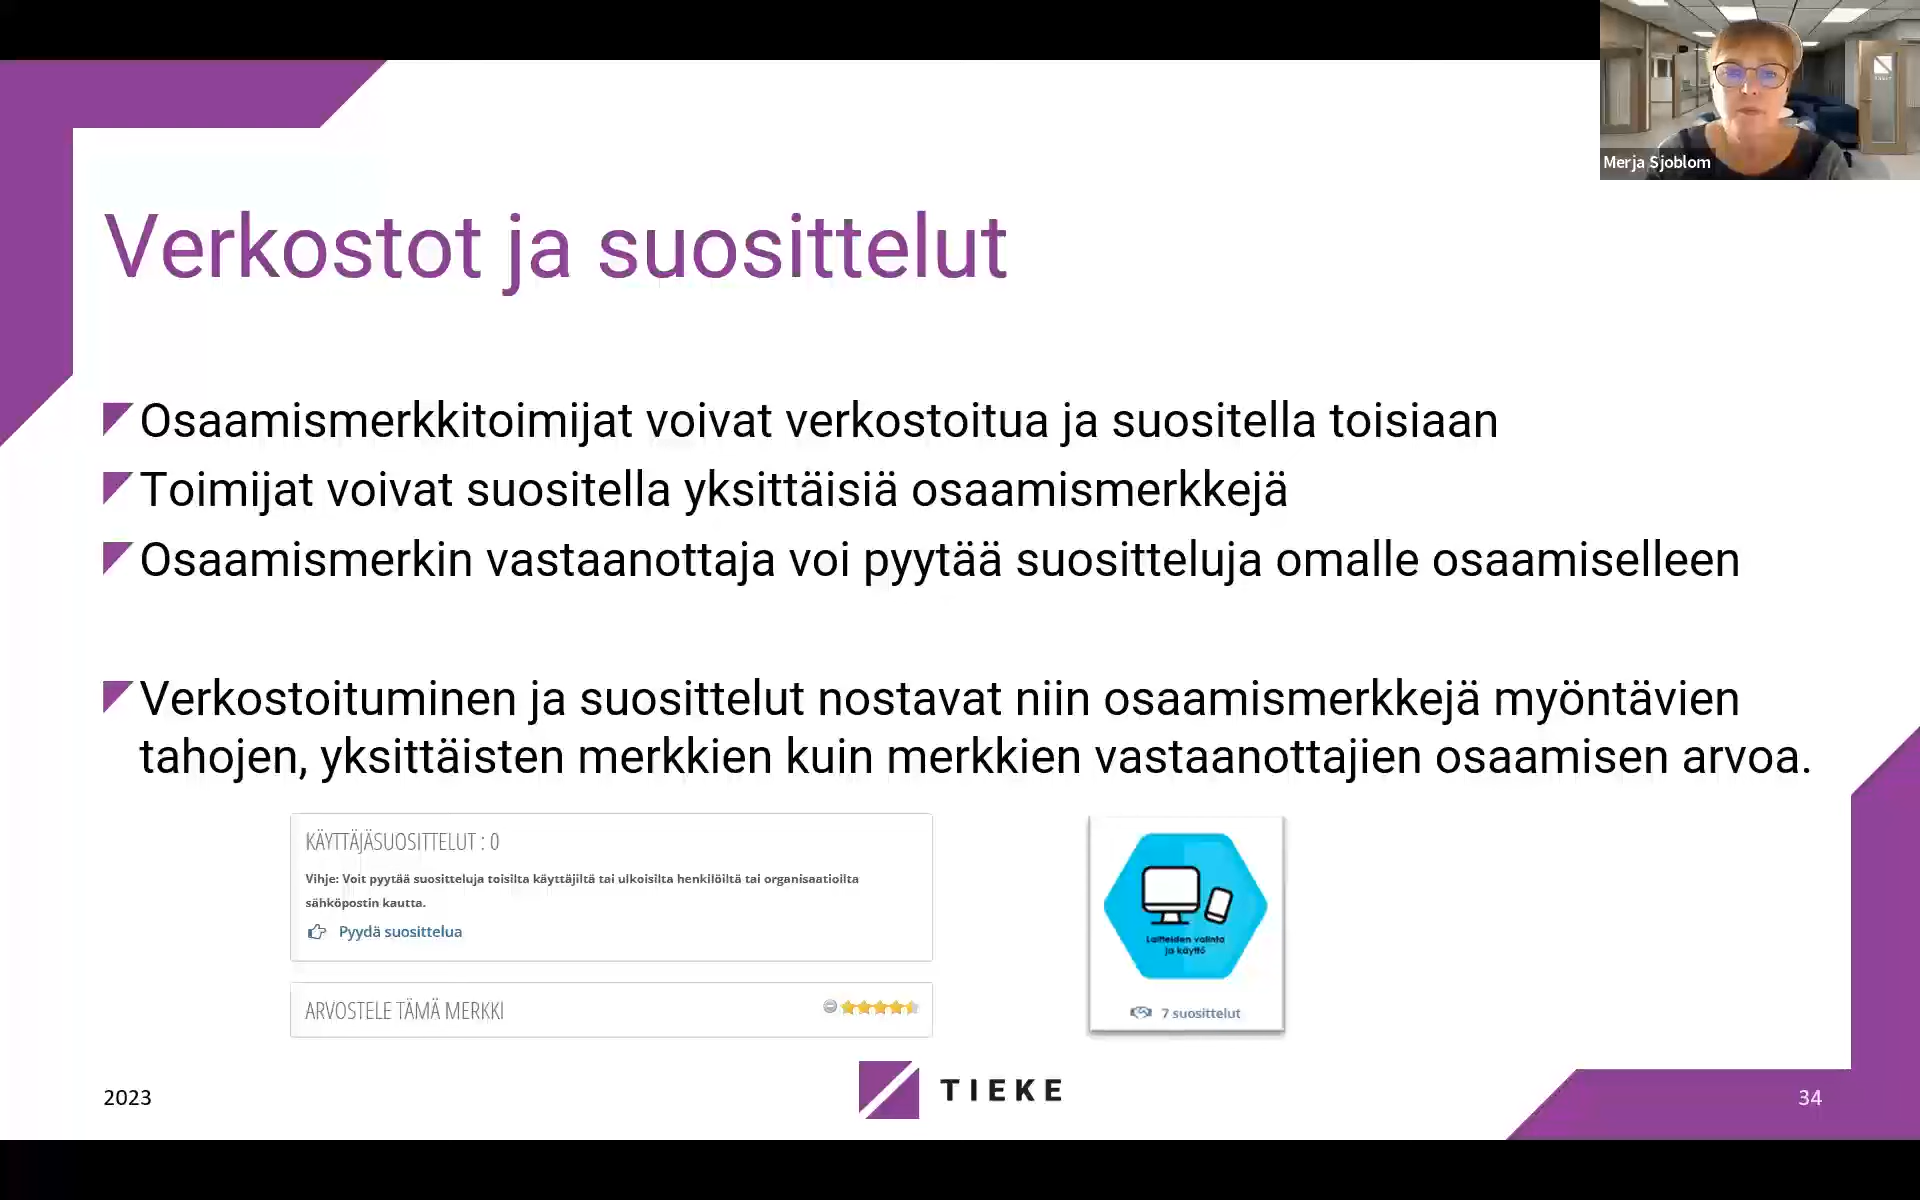 Merja Sjoblom
Verkostot ja suosittelut
Osaamismerkkitoimijat voivat verkostoitua ja suositella toisiaan
Toimijat voivat suositella yksittäisiä osaamismerkkejä
Osaamismerkin vastaanottaja voi pyytää suositteluja omalle osaamiselleen
Verkostoituminen ja suosittelut nostavat niin osaamismerkkejä myöntävien
tahojen, yksittäisten merkkien kuin merkkien vastaanottajien osaamisen arvoa.
KÄYTTÄJÄSUOSITTELUT : 0
Vihje: Voit pyytää suositteluja toisilta käyttäjiltä tai ulkoisilta henkilöiltä tai organisaatioilta
sähköpostin kautta.
Pyydä suosittelua
ARVOSTELE TÄMÄ MERKKI
Laitteiden valinta
ja käyttö
7 suosittelut
2023
TIEKE
34